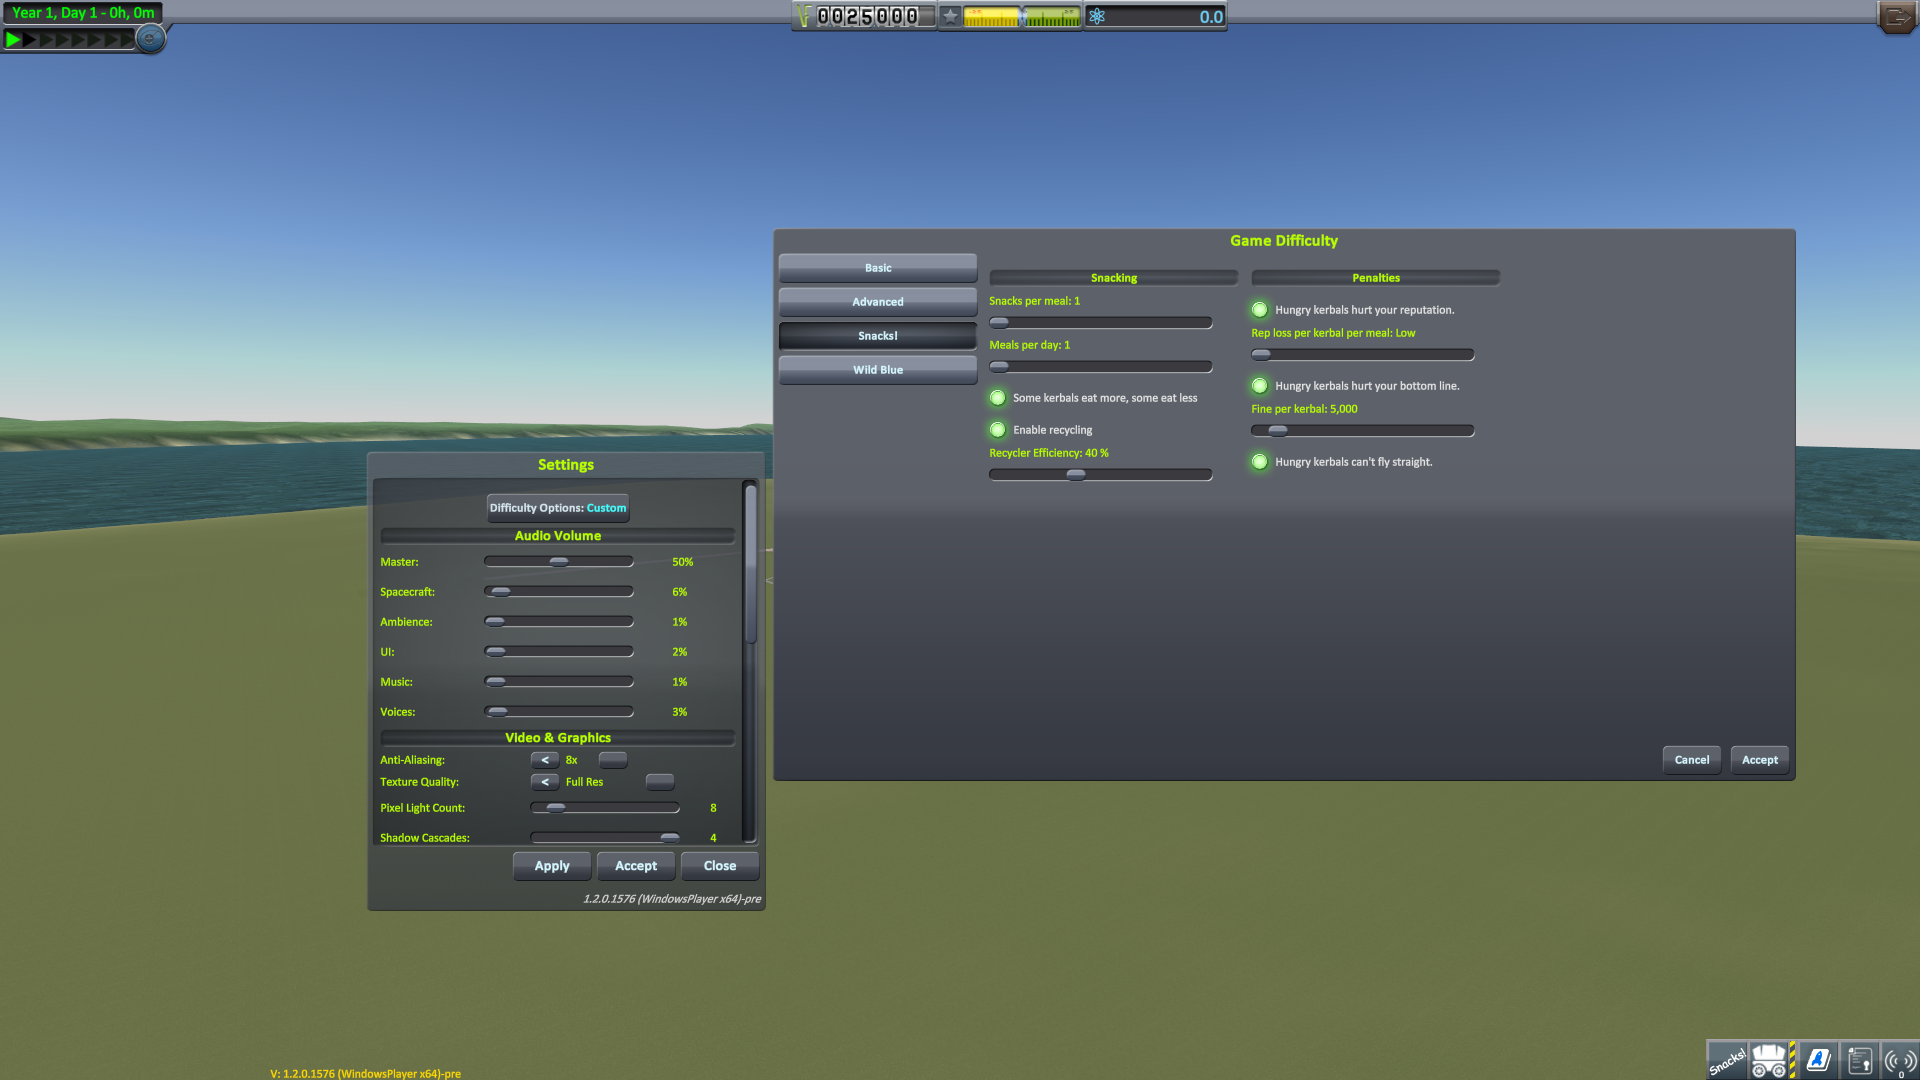 Year 1, Day 1 - 0h, 0m
0025000
0.0
Game Difficulty
Basic
Advanced
Snacks!
Wild Blue
Snacking
Snacks per meal: 1
Meals per day: 1
Some kerbals eat more, some eat less
Enable recycling
Recycler Efficiency: 40 %
Penalties
Hungry kerbals hurt your reputation.
Rep loss per kerbal per meal: Low
Hungry kerbals hurt your bottom line.
Fine per kerbal: 5,000
Hungry kerbals can't fly straight.
Cancel
Accept
Settings
Difficulty Options: Custom
Audio Volume
Master: 50%
Spacecraft: 6%
Ambience: 1%
UI: 2%
Music: 1%
Voices: 3%
Video & Graphics
Anti-Aliasing: < 8x
Texture Quality: < Full Res
Pixel Light Count: 8
Shadow Cascades: 4
Apply
Accept
Close
1.2.0.1576 (WindowsPlayer x64)-pre
V: 1.2.0.1576 (WindowsPlayer x64)-pre
Snacks!
0